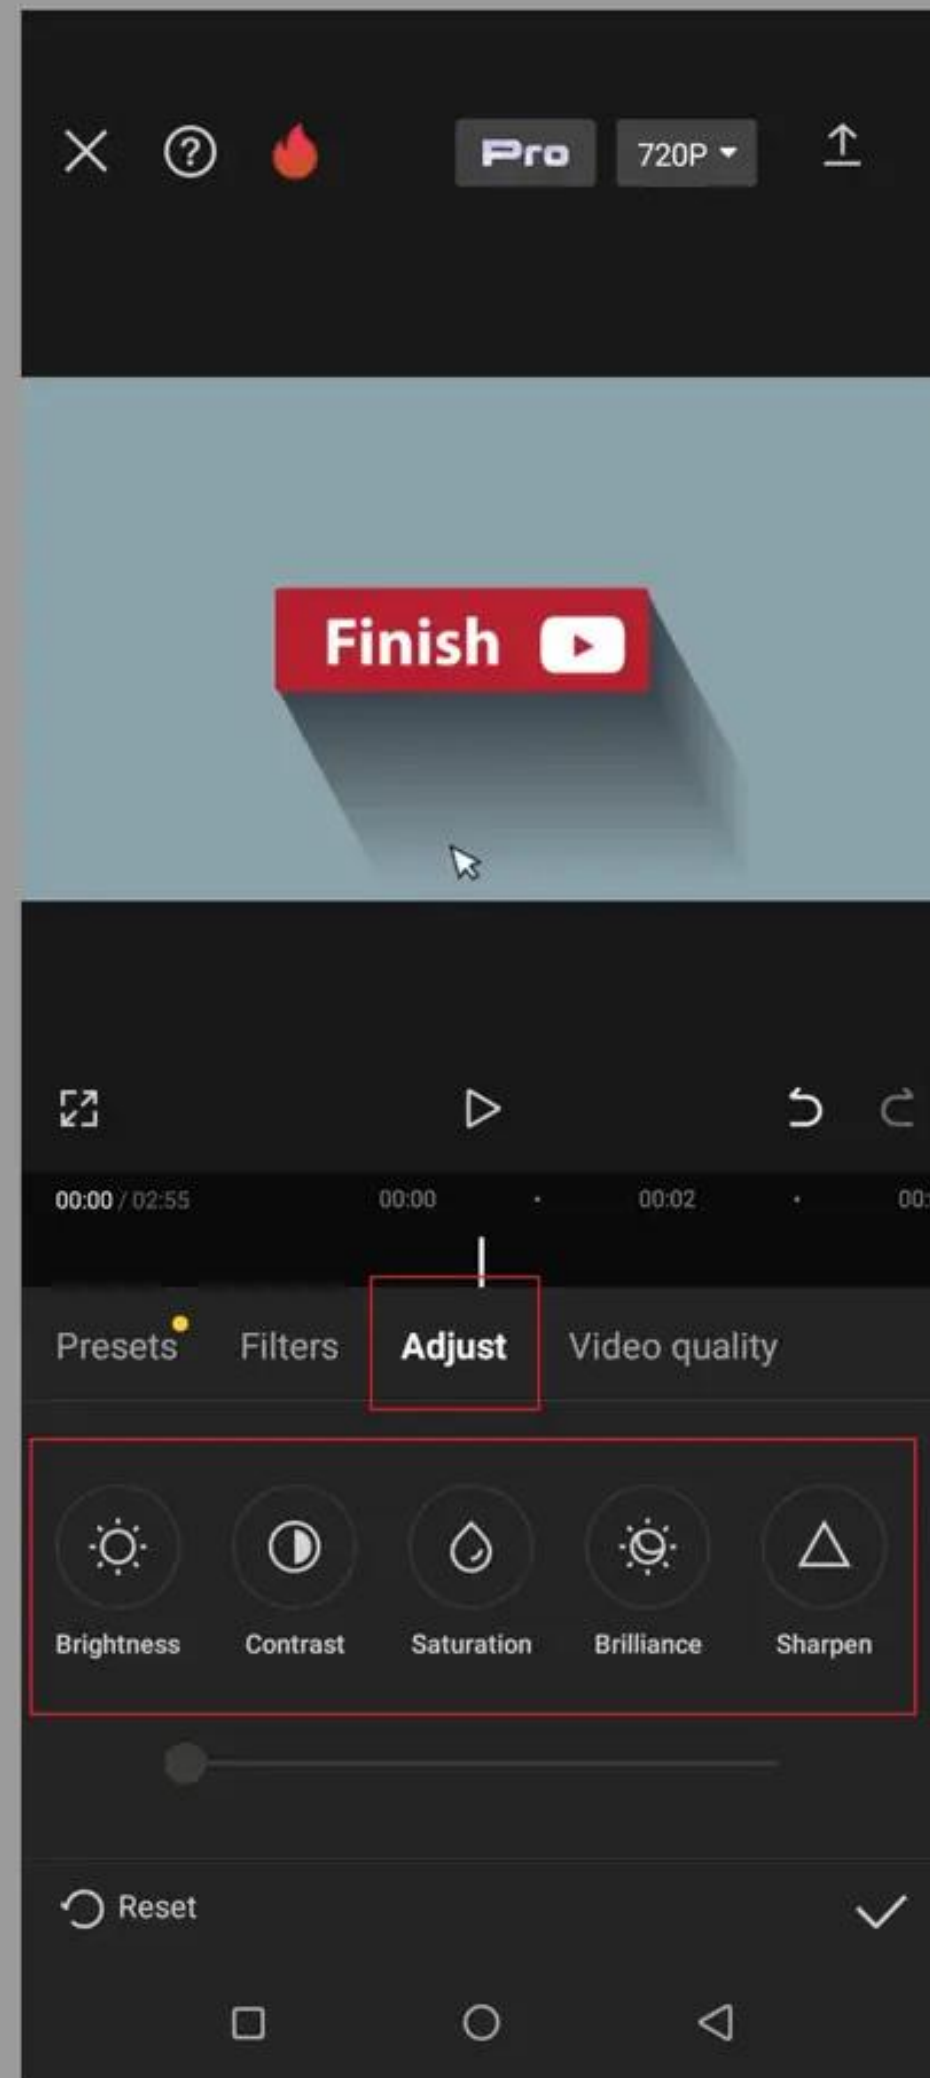 Pro 720P
Finish
00:00 / 02:55 00:00 00:02 00:
Presets Filters Adjust Video quality
Brightness Contrast Saturation Brilliance Sharpen
Reset